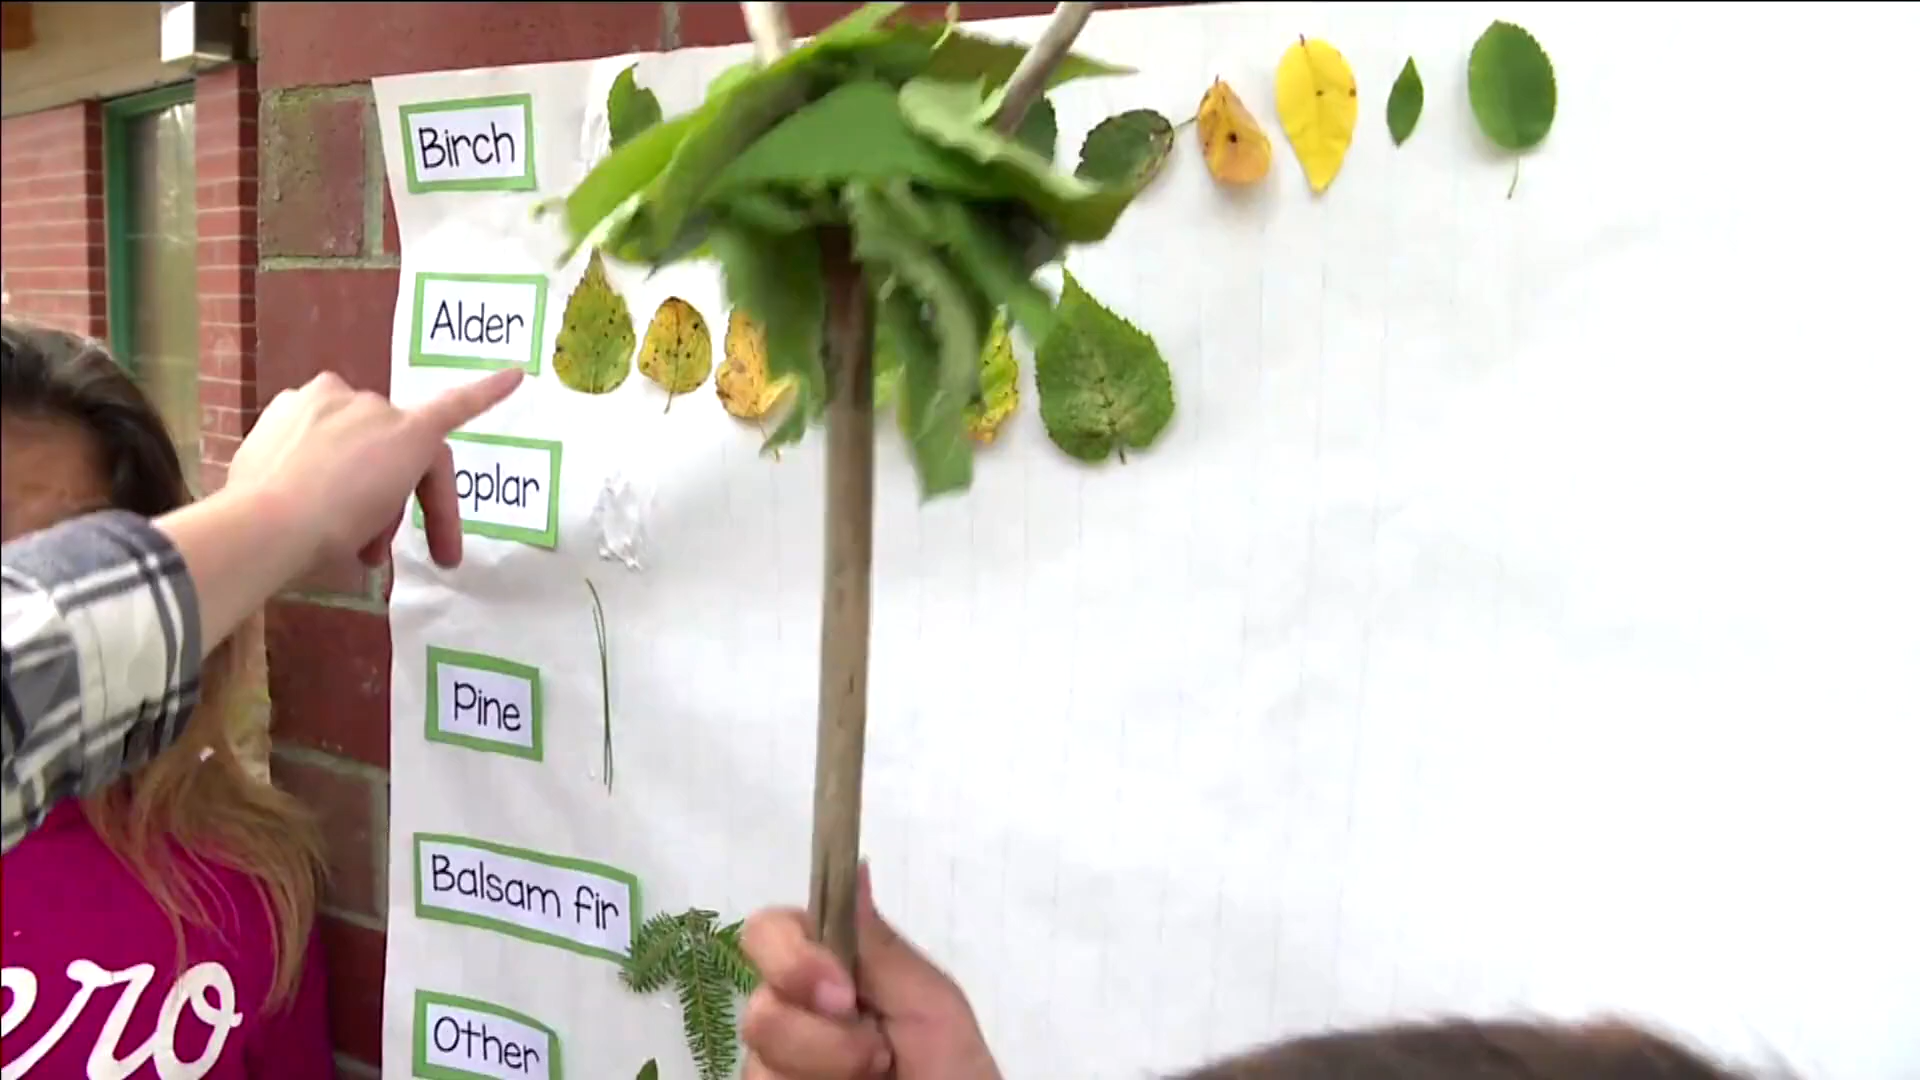 Birch
Alder
oplar
Pine
Balsam fir
Other
ero